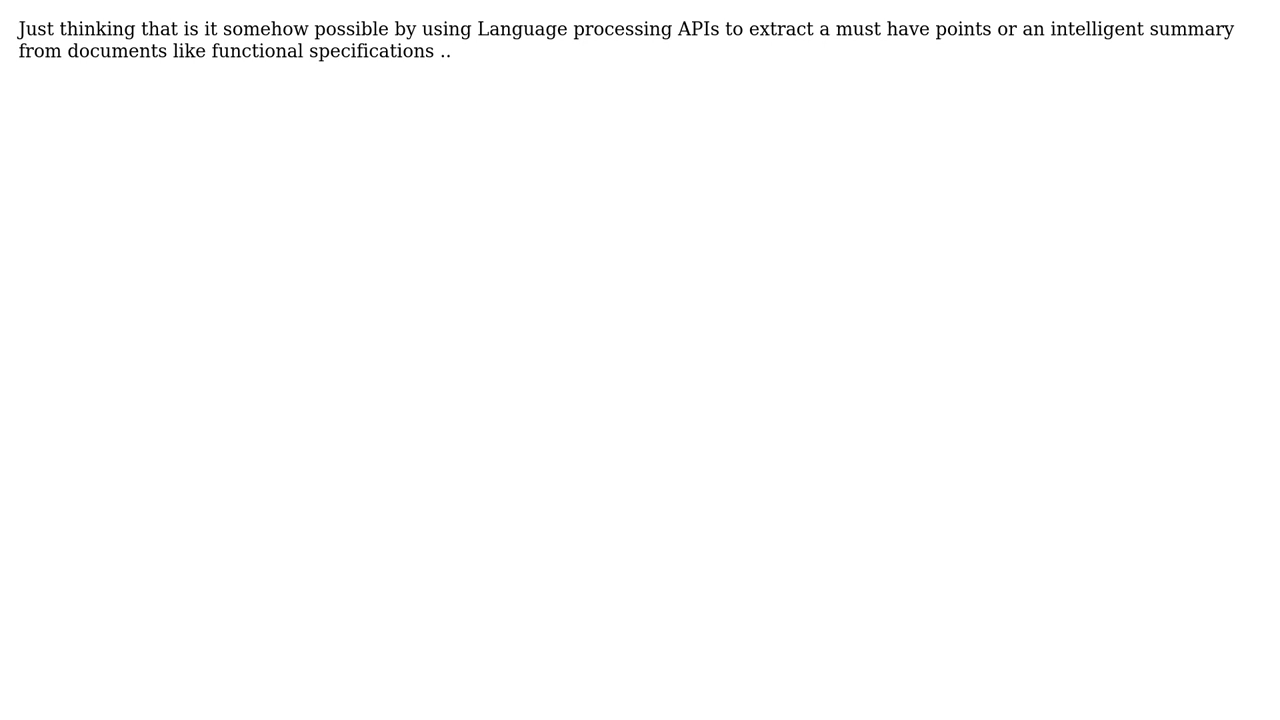 Just thinking that is it somehow possible by using Language processing APIs to extract a must have points or an intelligent summary
from documents like functional specifications ..